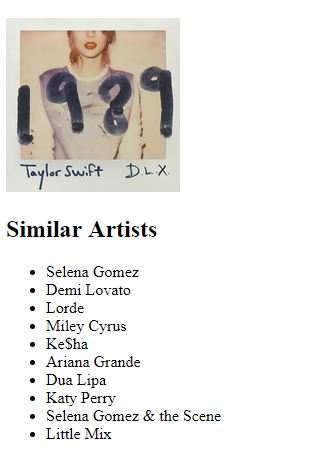 1989
Taylor Swift D.L.X.
Similar Artists
Selena Gomez
Demi Lovato
Lorde
Miley Cyrus
Ke$ha
Ariana Grande
Dua Lipa
Katy Perry
Selena Gomez & the Scene
Little Mix